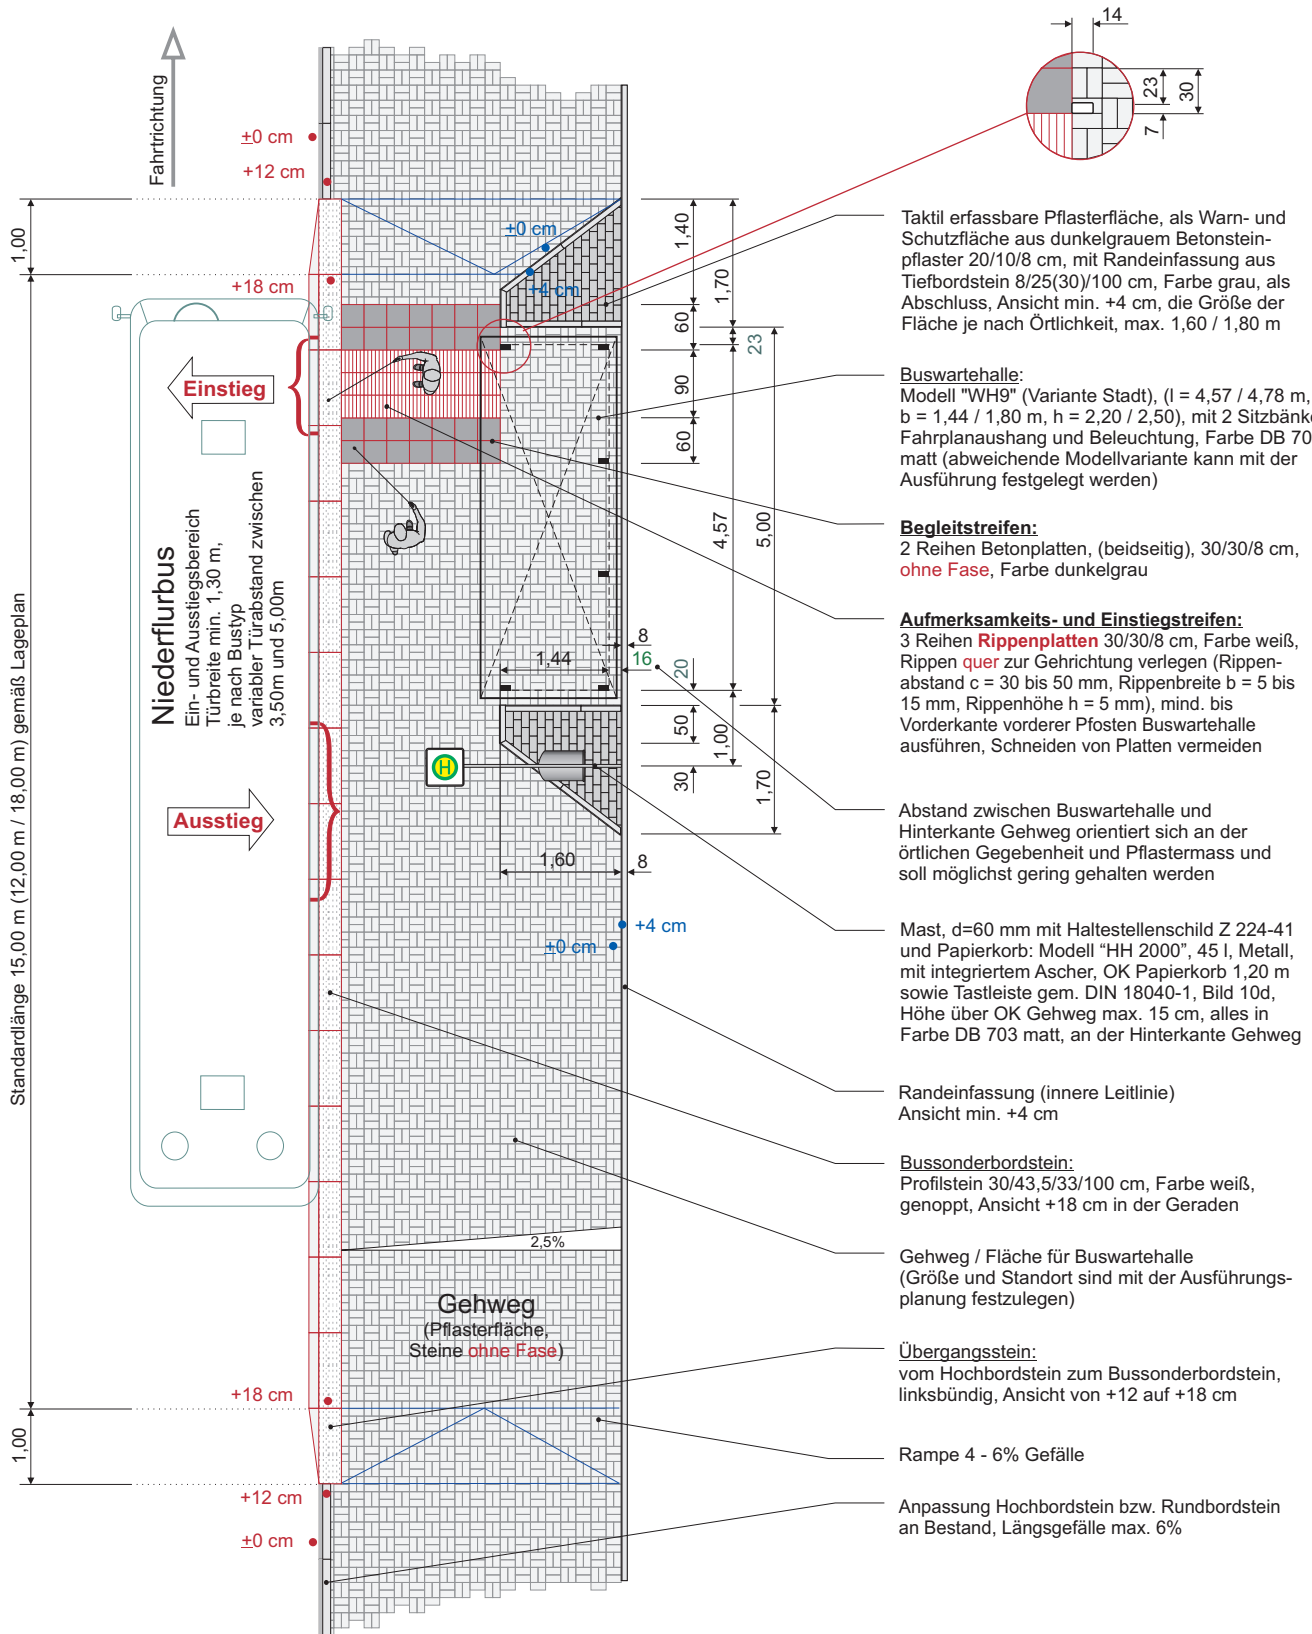 14
23
30
7
Fahrtrichtung
±0 cm
+12 cm
1,00
+18 cm
±0 cm
+4 cm
1,40
1,70
60
23
90
60
4,57
5,00
Einstieg
Niederflurbus
Ein- und Ausstiegsbereich
Türbreite min. 1,30 m,
je nach Bustyp
variabler Türabstand zwischen
3,50m und 5,00m
Ausstieg
Standardlänge 15,00 m (12,00 m / 18,00 m) gemäß Lageplan
8
1,44
16
20
50
1,00
30
1,70
H
1,60
8
+4 cm
±0 cm
2,5%
Gehweg
(Pflasterfläche,
Steine ohne Fase)
+18 cm
1,00
+12 cm
±0 cm
Taktil erfassbare Pflasterfläche, als Warn- und
Schutzfläche aus dunkelgrauem Betonstein-
pflaster 20/10/8 cm, mit Randeinfassung aus
Tiefbordstein 8/25(30)/100 cm, Farbe grau, als
Abschluss, Ansicht min. +4 cm, die Größe der
Fläche je nach Örtlichkeit, max. 1,60 / 1,80 m
Buswartehalle:
Modell "WH9" (Variante Stadt), (l = 4,57 / 4,78 m,
b = 1,44 / 1,80 m, h = 2,20 / 2,50), mit 2 Sitzbänke
Fahrplanaushang und Beleuchtung, Farbe DB 70
matt (abweichende Modellvariante kann mit der
Ausführung festgelegt werden)
Begleitstreifen:
2 Reihen Betonplatten, (beidseitig), 30/30/8 cm,
ohne Fase, Farbe dunkelgrau
Aufmerksamkeits- und Einstiegstreifen:
3 Reihen Rippenplatten 30/30/8 cm, Farbe weiß,
Rippen quer zur Gehrichtung verlegen (Rippen-
abstand c = 30 bis 50 mm, Rippenbreite b = 5 bis
15 mm, Rippenhöhe h = 5 mm), mind. bis
Vorderkante vorderer Pfosten Buswartehalle
ausführen, Schneiden von Platten vermeiden
Abstand zwischen Buswartehalle und
Hinterkante Gehweg orientiert sich an der
örtlichen Gegebenheit und Pflastermass und
soll möglichst gering gehalten werden
Mast, d=60 mm mit Haltestellenschild Z 224-41
und Papierkorb: Modell “HH 2000”, 45 l, Metall,
mit integriertem Ascher, OK Papierkorb 1,20 m
sowie Tastleiste gem. DIN 18040-1, Bild 10d,
Höhe über OK Gehweg max. 15 cm, alles in
Farbe DB 703 matt, an der Hinterkante Gehweg
Randeinfassung (innere Leitlinie)
Ansicht min. +4 cm
Bussonderbordstein:
Profilstein 30/43,5/33/100 cm, Farbe weiß,
genoppt, Ansicht +18 cm in der Geraden
Gehweg / Fläche für Buswartehalle
(Größe und Standort sind mit der Ausführungs-
planung festzulegen)
Übergangsstein:
vom Hochbordstein zum Bussonderbordstein,
linksbündig, Ansicht von +12 auf +18 cm
Rampe 4 - 6% Gefälle
Anpassung Hochbordstein bzw. Rundbordstein
an Bestand, Längsgefälle max. 6%